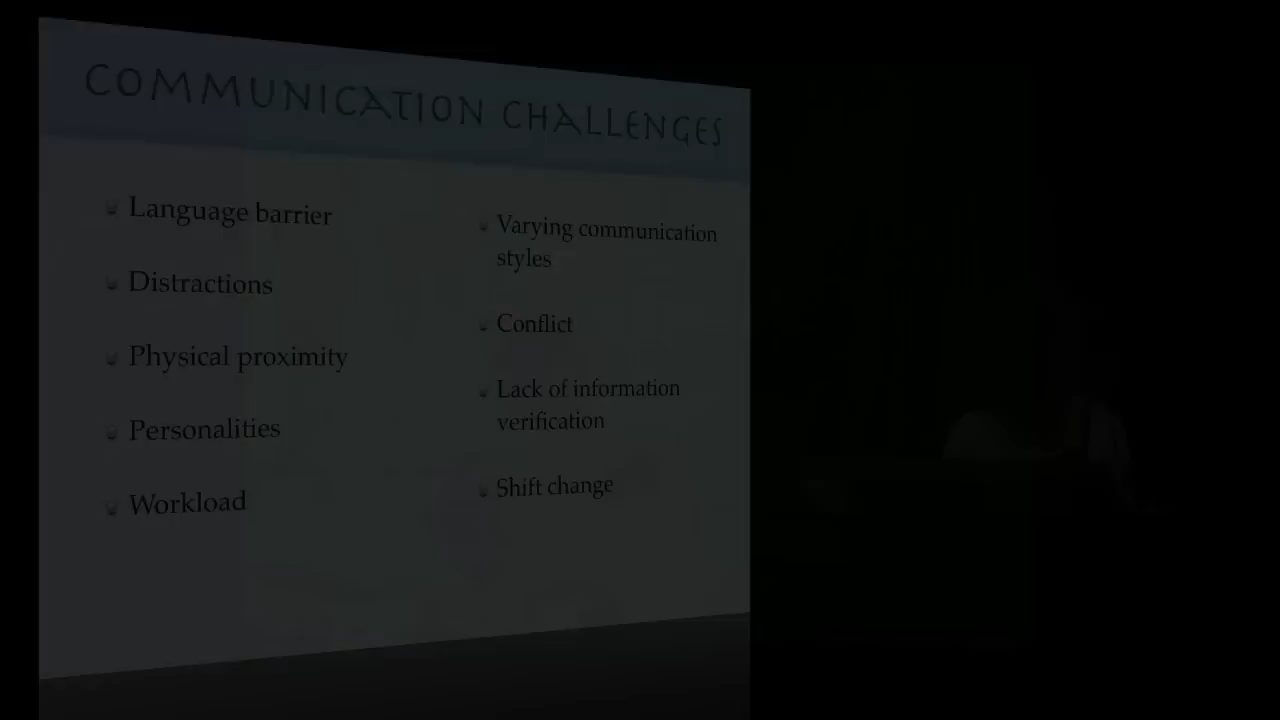 COMMUNICATION CHALLENGES
Language barrier
Distractions
Physical proximity
Personalities
Workload
Varying communication
styles
Conflict
Lack of information
verification
Shift change